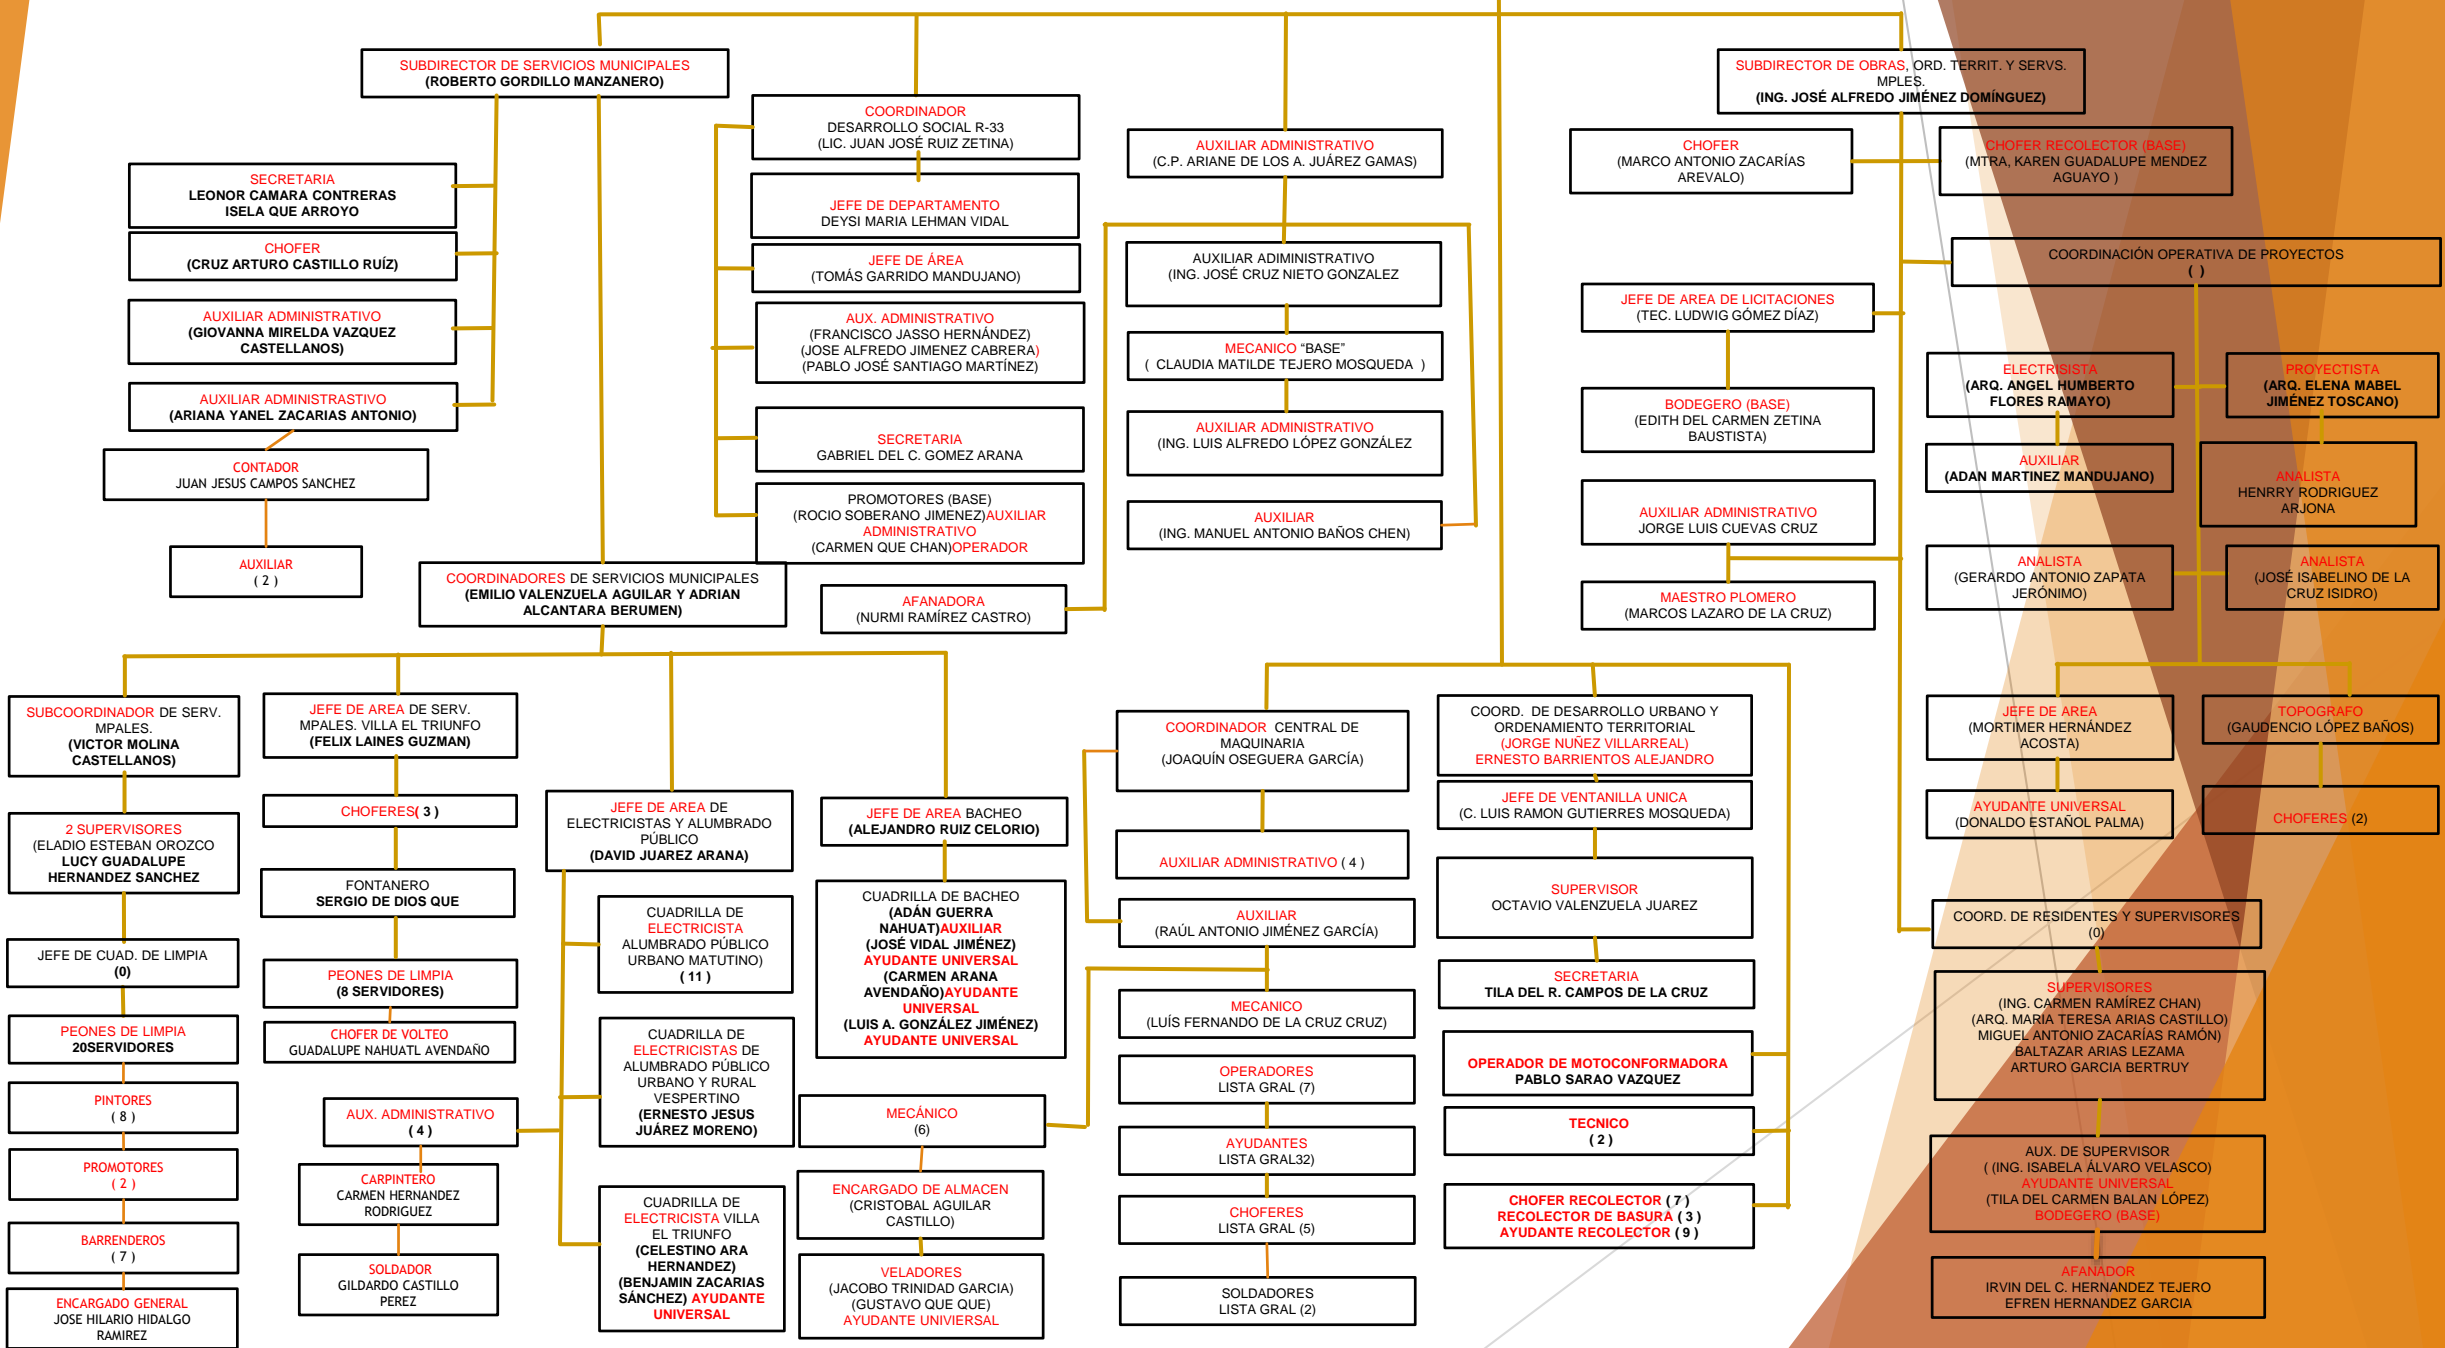 SUBDIRECTOR DE SERVICIOS MUNICIPALES
(ROBERTO GORDILLO MANZANERO)
SECRETARIA
LEONOR CAMARA CONTRERAS
ISELA QUE ARROYO
CHOFER
(CRUZ ARTURO CASTILLO RUÍZ)
AUXILIAR ADMINISTRATIVO
(GIOVANNA MIRELDA VAZQUEZ
CASTELLANOS)
AUXILIAR ADMINISTRASTIVO
(ARIANA YANEL ZACARIAS ANTONIO)
CONTADOR
JUAN JESUS CAMPOS SANCHEZ
AUXILIAR
( 2 )
COORDINADOR
DESARROLLO SOCIAL R-33
(LIC. JUAN JOSÉ RUIZ ZETINA)
JEFE DE DEPARTAMENTO
DEYSI MARIA LEHMAN VIDAL
JEFE DE ÁREA
(TOMÁS GARRIDO MANDUJANO)
AUX. ADMINISTRATIVO
(FRANCISCO JASSO HERNÁNDEZ)
(JOSE ALFREDO JIMENEZ CABRERA)
(PABLO JOSÉ SANTIAGO MARTÍNEZ)
SECRETARIA
GABRIEL DEL C. GOMEZ ARANA
PROMOTORES (BASE)
(ROCIO SOBERANO JIMENEZ)AUXILIAR
ADMINISTRATIVO
(CARMEN QUE CHAN)OPERADOR
AUXILIAR ADMINISTRATIVO
(C.P. ARIANE DE LOS A. JUÁREZ GAMAS)
AUXILIAR ADIMINISTRATIVO
(ING. JOSÉ CRUZ NIETO GONZALEZ
MECANICO “BASE”
( CLAUDIA MATILDE TEJERO MOSQUEDA )
AUXILIAR ADMINISTRATIVO
(ING. LUIS ALFREDO LÓPEZ GONZÁLEZ
AUXILIAR
(ING. MANUEL ANTONIO BAÑOS CHEN)
AFANADORA
(NURMI RAMÍREZ CASTRO)
SUBDIRECTOR DE OBRAS, ORD. TERRIT. Y SERVS.
MPLES.
(ING. JOSÉ ALFREDO JIMÉNEZ DOMÍNGUEZ)
CHOFER
(MARCO ANTONIO ZACARÍAS
AREVALO)
CHOFER RECOLECTOR (BASE)
(MTRA, KAREN GUADALUPE MENDEZ
AGUAYO )
COORDINACIÓN OPERATIVA DE PROYECTOS
( )
JEFE DE AREA DE LICITACIONES
(TEC. LUDWIG GÓMEZ DÍAZ)
BODEGERO (BASE)
(EDITH DEL CARMEN ZETINA
BAUSTISTA)
AUXILIAR ADMINISTRATIVO
JORGE LUIS CUEVAS CRUZ
MAESTRO PLOMERO
(MARCOS LAZARO DE LA CRUZ)
ELECTRISISTA
(ARQ. ANGEL HUMBERTO
FLORES RAMAYO)
PROYECTISTA
(ARQ. ELENA MABEL
JIMÉNEZ TOSCANO)
AUXILIAR
(ADAN MARTINEZ MANDUJANO)
ANALISTA
HENRRY RODRIGUEZ
ARJONA
ANALISTA
(GERARDO ANTONIO ZAPATA
JERÓNIMO)
ANALISTA
(JOSÉ ISABELINO DE LA
CRUZ ISIDRO)
COORDINADORES DE SERVICIOS MUNICIPALES
(EMILIO VALENZUELA AGUILAR Y ADRIAN
ALCANTARA BERUMEN)
SUBCOORDINADOR DE SERV.
MPALES.
(VICTOR MOLINA
CASTELLANOS)
2 SUPERVISORES
(ELADIO ESTEBAN OROZCO
LUCY GUADALUPE
HERNANDEZ SANCHEZ
JEFE DE CUAD. DE LIMPIA
(0)
PEONES DE LIMPIA
20SERVIDORES
PINTORES
( 8 )
PROMOTORES
( 2 )
BARRENDEROS
( 7 )
ENCARGADO GENERAL
JOSE HILARIO HIDALGO
RAMIREZ
JEFE DE AREA DE SERV.
MPALES. VILLA EL TRIUNFO
(FELIX LAINES GUZMAN)
CHOFERES( 3 )
FONTANERO
SERGIO DE DIOS QUE
PEONES DE LIMPIA
(8 SERVIDORES)
CHOFER DE VOLTEO
GUADALUPE NAHUATL AVENDAÑO
AUX. ADMINISTRATIVO
( 4 )
CARPINTERO
CARMEN HERNANDEZ
RODRIGUEZ
SOLDADOR
GILDARDO CASTILLO
PEREZ
JEFE DE AREA DE
ELECTRICISTAS Y ALUMBRADO
PÚBLICO
(DAVID JUAREZ ARANA)
CUADRILLA DE
ELECTRICISTA
ALUMBRADO PÚBLICO
URBANO MATUTINO)
( 11 )
CUADRILLA DE
ELECTRICISTAS DE
ALUMBRADO PÚBLICO
URBANO Y RURAL
VESPERTINO
(ERNESTO JESUS
JUÁREZ MORENO)
CUADRILLA DE
ELECTRICISTA VILLA
EL TRIUNFO
(CELESTINO ARA
HERNANDEZ)
(BENJAMIN ZACARIAS
SÁNCHEZ) AYUDANTE
UNIVERSAL
JEFE DE AREA BACHEO
(ALEJANDRO RUIZ CELORIO)
CUADRILLA DE BACHEO
(ADÁN GUERRA
NAHUAT)AUXILIAR
(JOSÉ VIDAL JIMÉNEZ)
AYUDANTE UNIVERSAL
(CARMEN ARANA
AVENDAÑO)AYUDANTE
UNIVERSAL
(LUIS A. GONZÁLEZ JIMÉNEZ)
AYUDANTE UNIVERSAL
MECÁNICO
(6)
ENCARGADO DE ALMACEN
(CRISTOBAL AGUILAR
CASTILLO)
VELADORES
(JACOBO TRINIDAD GARCIA)
(GUSTAVO QUE QUE)
AYUDANTE UNIVIERSAL
COORDINADOR CENTRAL DE
MAQUINARIA
(JOAQUÍN OSEGUERA GARCÍA)
AUXILIAR ADMINISTRATIVO ( 4 )
AUXILIAR
(RAÚL ANTONIO JIMÉNEZ GARCÍA)
MECANICO
(LUÍS FERNANDO DE LA CRUZ CRUZ)
OPERADORES
LISTA GRAL (7)
AYUDANTES
LISTA GRAL32)
CHOFERES
LISTA GRAL (5)
SOLDADORES
LISTA GRAL (2)
COORD. DE DESARROLLO URBANO Y
ORDENAMIENTO TERRITORIAL
(JORGE NUÑEZ VILLARREAL)
ERNESTO BARRIENTOS ALEJANDRO
JEFE DE VENTANILLA UNICA
(C. LUIS RAMON GUTIERRES MOSQUEDA)
SUPERVISOR
OCTAVIO VALENZUELA JUAREZ
SECRETARIA
TILA DEL R. CAMPOS DE LA CRUZ
OPERADOR DE MOTOCONFORMADORA
PABLO SARAO VAZQUEZ
TECNICO
( 2 )
CHOFER RECOLECTOR ( 7 )
RECOLECTOR DE BASURA ( 3 )
AYUDANTE RECOLECTOR ( 9 )
JEFE DE AREA
(MORTIMER HERNÁNDEZ
ACOSTA)
TOPOGRAFO
(GAUDENCIO LÓPEZ BAÑOS)
AYUDANTE UNIVERSAL
(DONALDO ESTAÑOL PALMA)
CHOFERES (2)
COORD. DE RESIDENTES Y SUPERVISORES
(0)
SUPERVISORES
(ING. CARMEN RAMÍREZ CHAN)
(ARQ. MARIA TERESA ARIAS CASTILLO)
MIGUEL ANTONIO ZACARÍAS RAMÓN)
BALTAZAR ARIAS LEZAMA
ARTURO GARCIA BERTRUY
AUX. DE SUPERVISOR
( (ING. ISABELA ÁLVARO VELASCO)
AYUDANTE UNIVERSAL
(TILA DEL CARMEN BALAN LÓPEZ)
BODEGERO (BASE)
AFANADOR
IRVIN DEL C. HERNANDEZ TEJERO
EFREN HERNANDEZ GARCIA